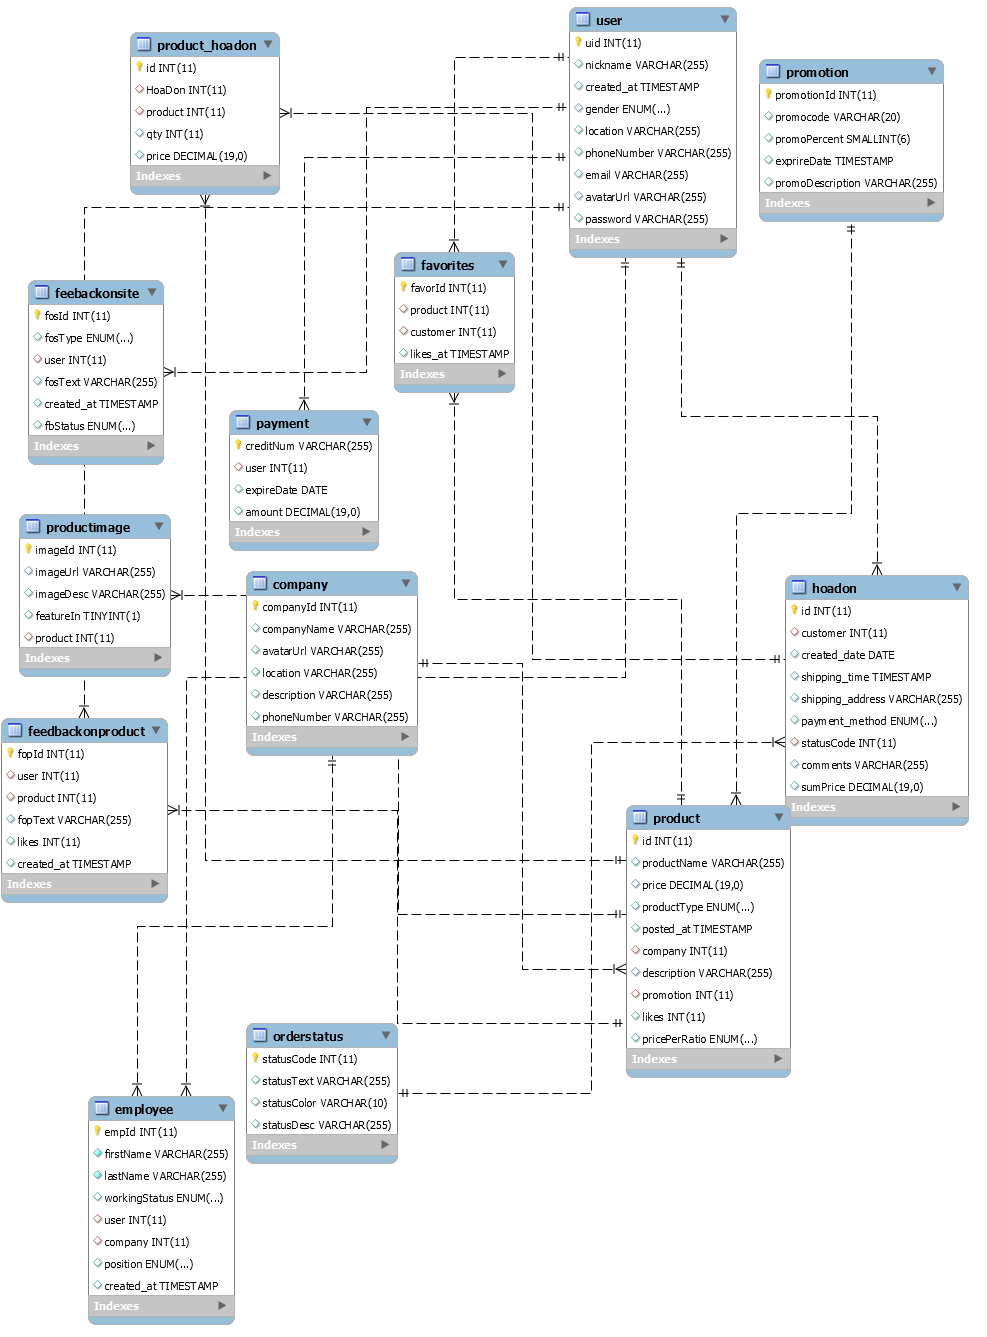 product_hoadon
id INT(11)
HoaDon INT(11)
product INT(11)
qty INT(11)
price DECIMAL(19,0)
Indexes
user
uid INT(11)
nickname VARCHAR(255)
created_at TIMESTAMP
gender ENUM(...)
location VARCHAR(255)
phoneNumber VARCHAR(255)
email VARCHAR(255)
avatarUrl VARCHAR(255)
password VARCHAR(255)
Indexes
promotion
promotionId INT(11)
promocode VARCHAR(20)
promoPercent SMALLINT(6)
exprireDate TIMESTAMP
promoDescription VARCHAR(255)
Indexes
favorites
favorId INT(11)
product INT(11)
customer INT(11)
likes_at TIMESTAMP
Indexes
feebackonsite
fosId INT(11)
fosType ENUM(...)
user INT(11)
fosText VARCHAR(255)
created_at TIMESTAMP
fbStatus ENUM(...)
Indexes
payment
creditNum VARCHAR(255)
user INT(11)
expireDate DATE
amount DECIMAL(19,0)
Indexes
productimage
imageId INT(11)
imageUrl VARCHAR(255)
imageDesc VARCHAR(255)
featureIn TINYINT(1)
product INT(11)
Indexes
company
companyId INT(11)
companyName VARCHAR(255)
avatarUrl VARCHAR(255)
location VARCHAR(255)
description VARCHAR(255)
phoneNumber VARCHAR(255)
Indexes
hoadon
id INT(11)
customer INT(11)
created_date DATE
shipping_time TIMESTAMP
shipping_address VARCHAR(255)
payment_method ENUM(...)
statusCode INT(11)
comments VARCHAR(255)
sumPrice DECIMAL(19,0)
Indexes
feedbackonproduct
fopId INT(11)
user INT(11)
product INT(11)
fopText VARCHAR(255)
likes INT(11)
created_at TIMESTAMP
Indexes
product
id INT(11)
productName VARCHAR(255)
price DECIMAL(19,0)
productType ENUM(...)
posted_at TIMESTAMP
company INT(11)
description VARCHAR(255)
promotion INT(11)
likes INT(11)
pricePerRatio ENUM(...)
Indexes
orderstatus
statusCode INT(11)
statusText VARCHAR(255)
statusColor VARCHAR(10)
statusDesc VARCHAR(255)
Indexes
employee
empId INT(11)
firstName VARCHAR(255)
lastName VARCHAR(255)
workingStatus ENUM(...)
user INT(11)
company INT(11)
position ENUM(...)
created_at TIMESTAMP
Indexes